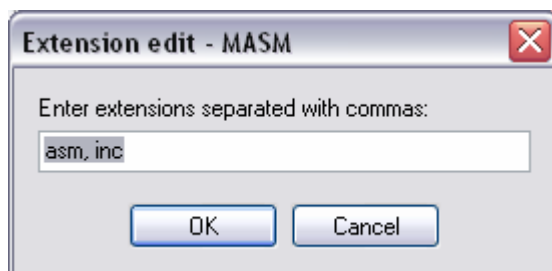 Extension edit - MASM
Enter extensions separated with commas:
asm, inc
OK Cancel